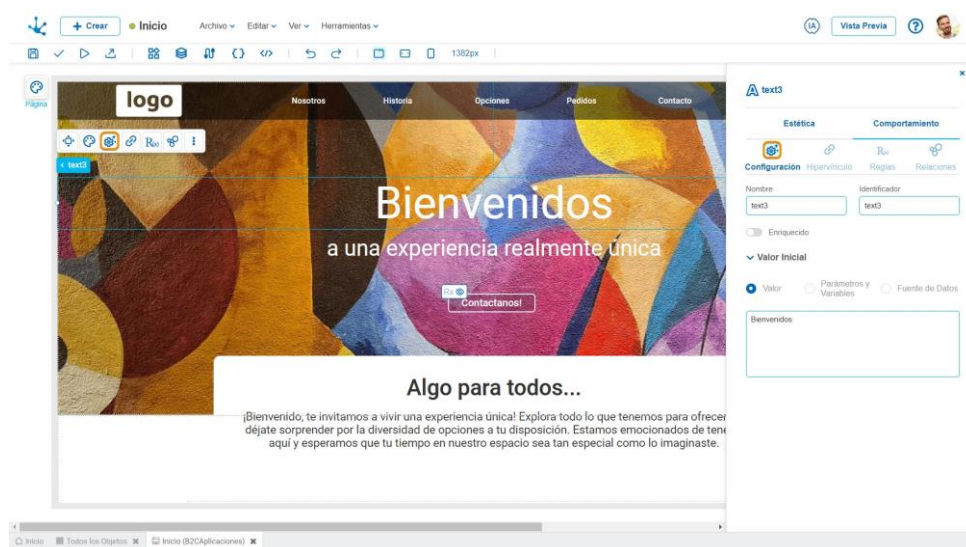 + Crear
Inicio
Archivo
Editar
Ver
Herramientas
IA
Vista Previa
?
1382px
Página
logo
Nosotros
Historia
Opciones
Pedidos
Contacto
text3
Bienvenidos
a una experiencia realmente única
Rx
Contactanos!
Algo para todos...
¡Bienvenido, te invitamos a vivir una experiencia única! Explora todo lo que tenemos para ofrecer
déjate sorprender por la diversidad de opciones a tu disposición. Estamos emocionados de tene
aquí y esperamos que tu tiempo en nuestro espacio sea tan especial como lo imaginaste.
text3
Estética
Comportamiento
Configuración
Hipervínculo
Reglas
Relaciones
Nombre
Identificador
text3
text3
Enriquecido
Valor Inicial
Valor
Parámetros y
Variables
Fuente de Datos
Bienvenidos
Inicio
Todos los Objetos
Inicio (B2CAplicaciones)